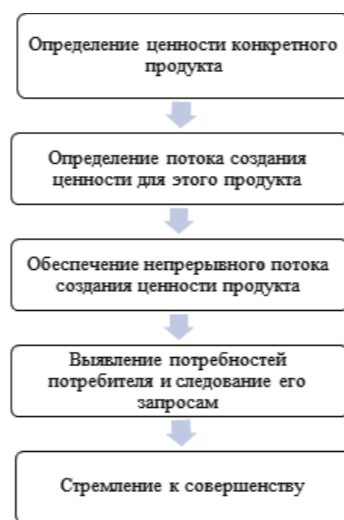 Определение ценности конкретного
продукта
Определение потока создания
ценности для этого продукта
Обеспечение непрерывного потока
создания ценности продукта
Выявление потребностей
потребителя и следование его
запросам
Стремление к совершенству